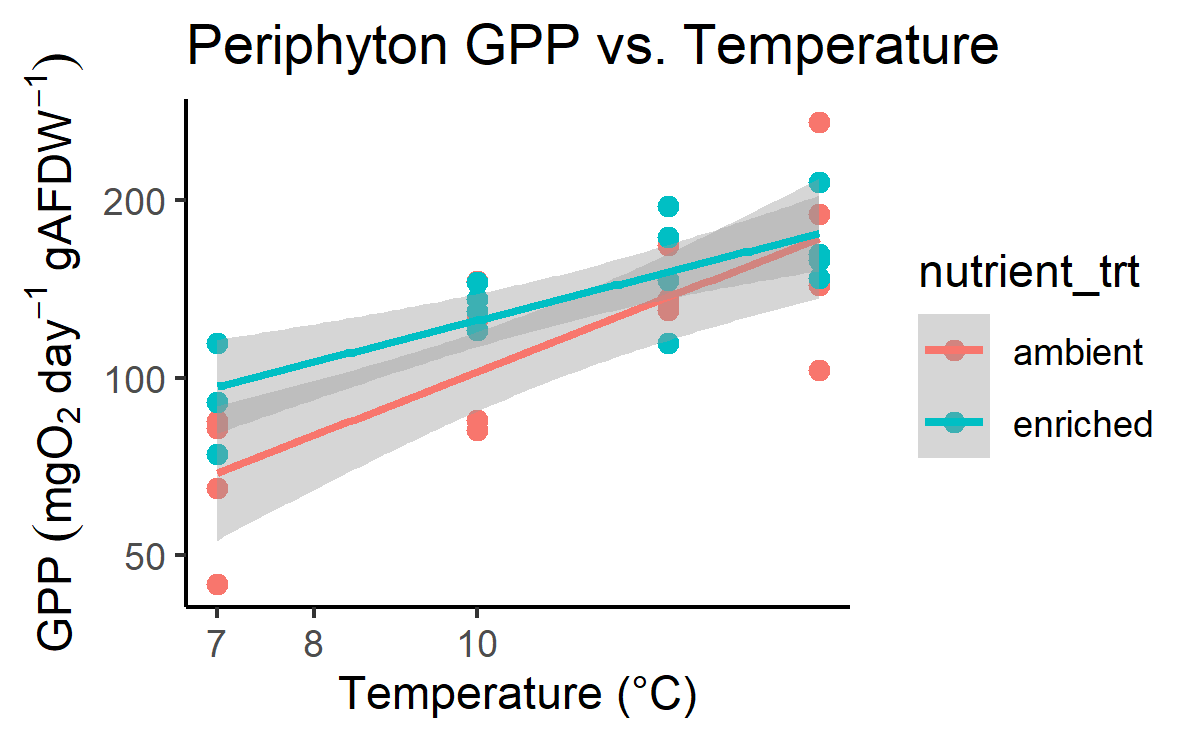 Periphyton GPP vs. Temperature
GPP (mgO₂ day⁻¹ gAFDW⁻¹)
200
100
50
7 8 10
Temperature (°C)
nutrient_trt
ambient
enriched